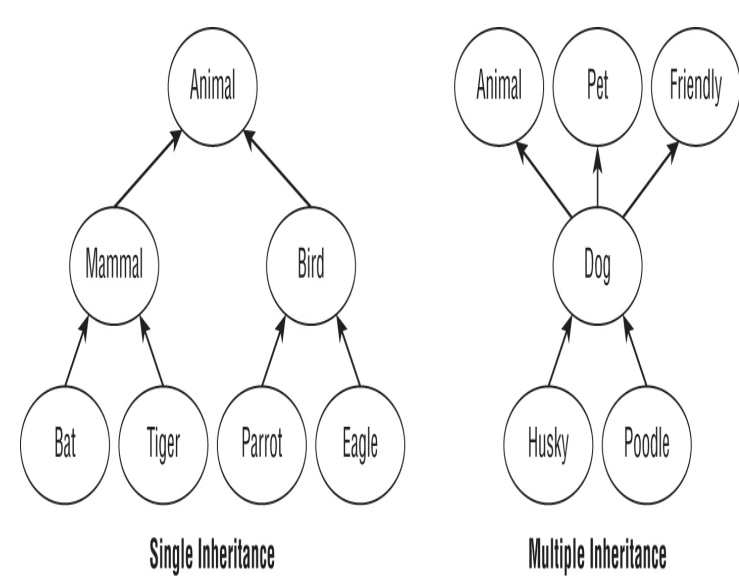 Animal
Animal Pet Friendly
Mammal Bird
Dog
Bat Tiger Parrot Eagle
Husky Poodle
Single Inheritance
Multiple Inheritance